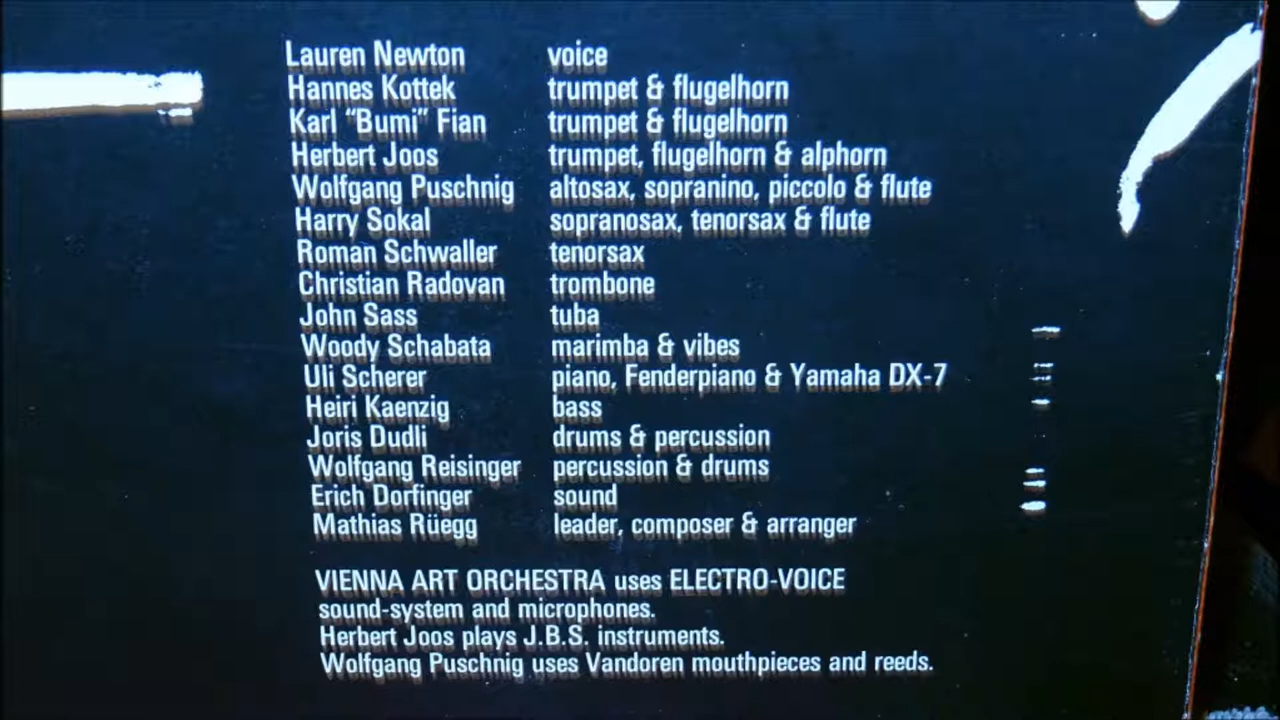 Lauren Newton voice
Hannes Kottek trumpet & flugelhorn
Karl “Bumi” Fian trumpet & flugelhorn
Herbert Joos trumpet, flugelhorn & alphorn
Wolfgang Puschnig altosax, sopranino, piccolo & flute
Harry Sokal sopranosax, tenorsax & flute
Roman Schwaller tenorsax
Christian Radovan trombone
John Sass tuba
Woody Schabata marimba & vibes
Uli Scherer piano, Fenderpiano & Yamaha DX-7
Heiri Kaenzig bass
Joris Dudli drums & percussion
Wolfgang Reisinger percussion & drums
Erich Dorfinger sound
Mathias Rüegg leader, composer & arranger
VIENNA ART ORCHESTRA uses ELECTRO-VOICE
sound-system and microphones.
Herbert Joos plays J.B.S. instruments.
Wolfgang Puschnig uses Vandoren mouthpieces and reeds.